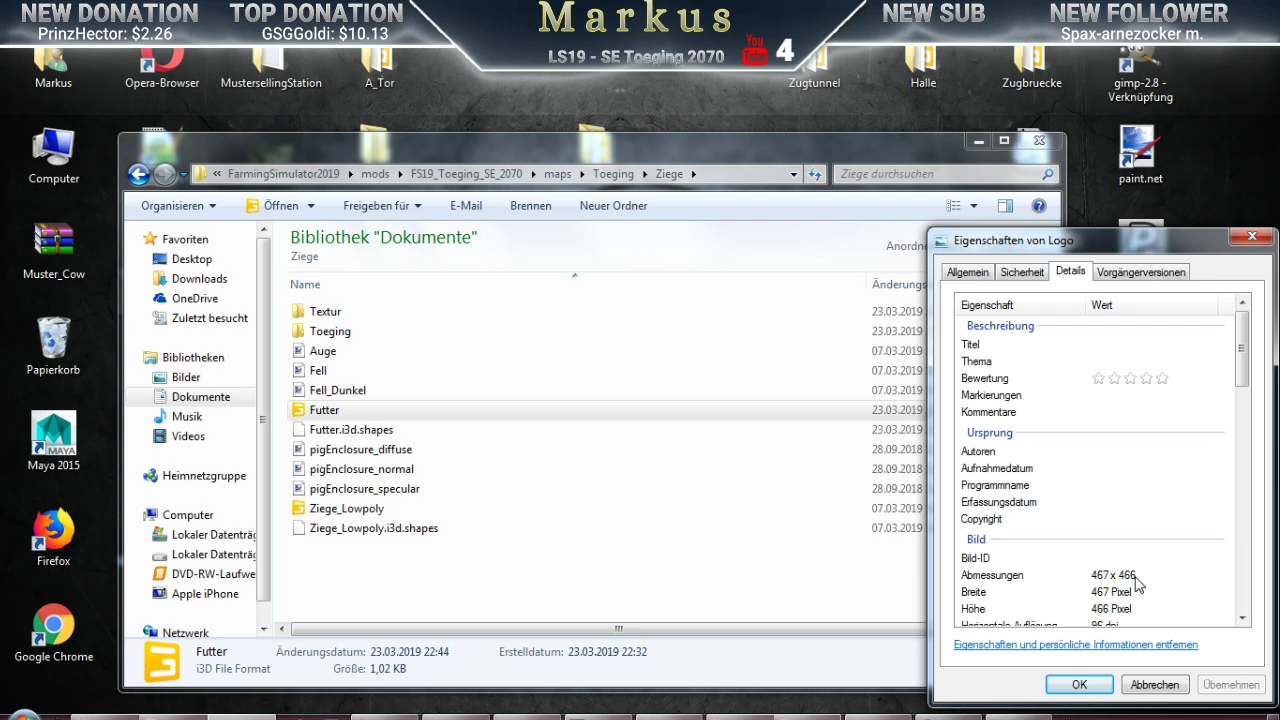 NEW DONATION
PrinzHector: $2.26
TOP DONATION
GSGGoldi: $10.13
Markus
LS19 - SE Toeging 2070
You Tube 4
NEW SUB
NEW FOLLOWER
Spax-arnezocker m.
Markus
Opera-Browser
MustersellingStation
A_Tor
Zugtunnel
Halle
Zugbruecke
gimp-2.8 - Verknüpfung
Computer
Muster_Cow
Papierkorb
Maya 2015
Firefox
Google Chrome
paint.net
« FarmingSimulator2019 ▸ mods ▸ FS19_Toeging_SE_2070 ▸ maps ▸ Toeging ▸ Ziege ▸
Ziege durchsuchen
Organisieren
Öffnen
Freigeben für
E-Mail
Brennen
Neuer Ordner
Favoriten
Desktop
Downloads
OneDrive
Zuletzt besucht
Bibliotheken
Bilder
Dokumente
Musik
Videos
Heimnetzgruppe
Computer
Lokaler Datenträ
Lokaler Datenträ
DVD-RW-Laufwe
Apple iPhone
Netzwerk
Bibliothek "Dokumente"
Ziege
Anordne
Name
Änderungs
Textur 23.03.2019
Toeging 23.03.2019
Auge 07.03.2019
Fell 07.03.2019
Fell_Dunkel 07.03.2019
Futter 23.03.2019
Futter.i3d.shapes 23.03.2019
pigEnclosure_diffuse 28.09.2018
pigEnclosure_normal 28.09.2018
pigEnclosure_specular 28.09.2018
Ziege_Lowpoly 07.03.2019
Ziege_Lowpoly.i3d.shapes 07.03.2019
Futter Änderungsdatum: 23.03.2019 22:44 Erstelldatum: 23.03.2019 22:32
i3D File Format Größe: 1,02 KB
Eigenschaften von Logo
Allgemein
Sicherheit
Details
Vorgängerversionen
Eigenschaft Wert
Beschreibung
Titel
Thema
Bewertung
Markierungen
Kommentare
Ursprung
Autoren
Aufnahmedatum
Programmname
Erfassungsdatum
Copyright
Bild
Bild-ID
Abmessungen 467 x 466
Breite 467 Pixel
Höhe 466 Pixel
Horizontale Auflösung 96 dpi
Eigenschaften und persönliche Informationen entfernen
OK
Abbrechen
Übernehmen